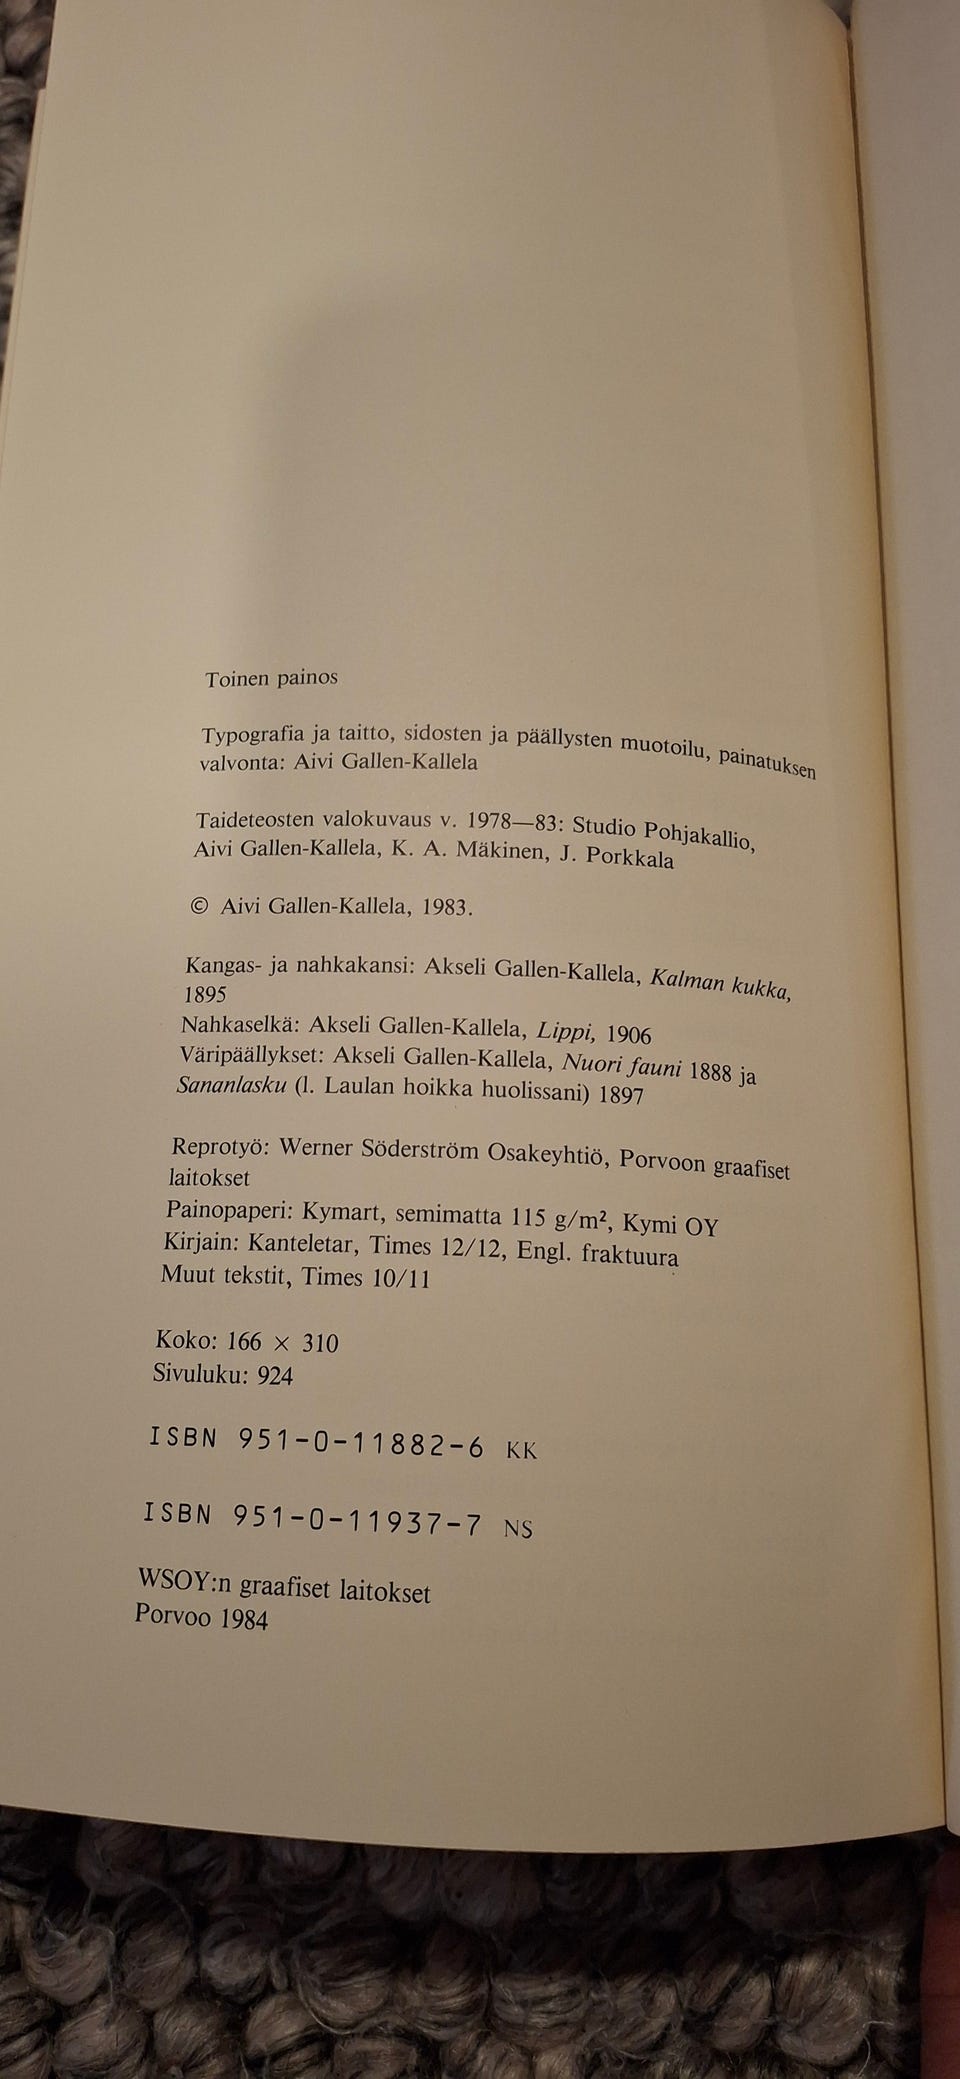 Toinen painos
Typografia ja taitto, sidosten ja päällysten muotoilu, painatuksen
valvonta: Aivi Gallen-Kallela
Taideteosten valokuvaus v. 1978—83: Studio Pohjakallio,
Aivi Gallen-Kallela, K. A. Mäkinen, J. Porkkala
© Aivi Gallen-Kallela, 1983.
Kangas- ja nahkakansi: Akseli Gallen-Kallela, Kalman kukka,
1895
Nahkaselkä: Akseli Gallen-Kallela, Lippi, 1906
Väripäällykset: Akseli Gallen-Kallela, Nuori fauni 1888 ja
Sananlasku (l. Laulan hoikka huolissani) 1897
Reprotyö: Werner Söderström Osakeyhtiö, Porvoon graafiset
laitokset
Painopaperi: Kymart, semimatta 115 g/m², Kymi OY
Kirjain: Kanteletar, Times 12/12, Engl. fraktuura
Muut tekstit, Times 10/11
Koko: 166 × 310
Sivuluku: 924
ISBN 951-0-11882-6 KK
ISBN 951-0-11937-7 NS
WSOY:n graafiset laitokset
Porvoo 1984